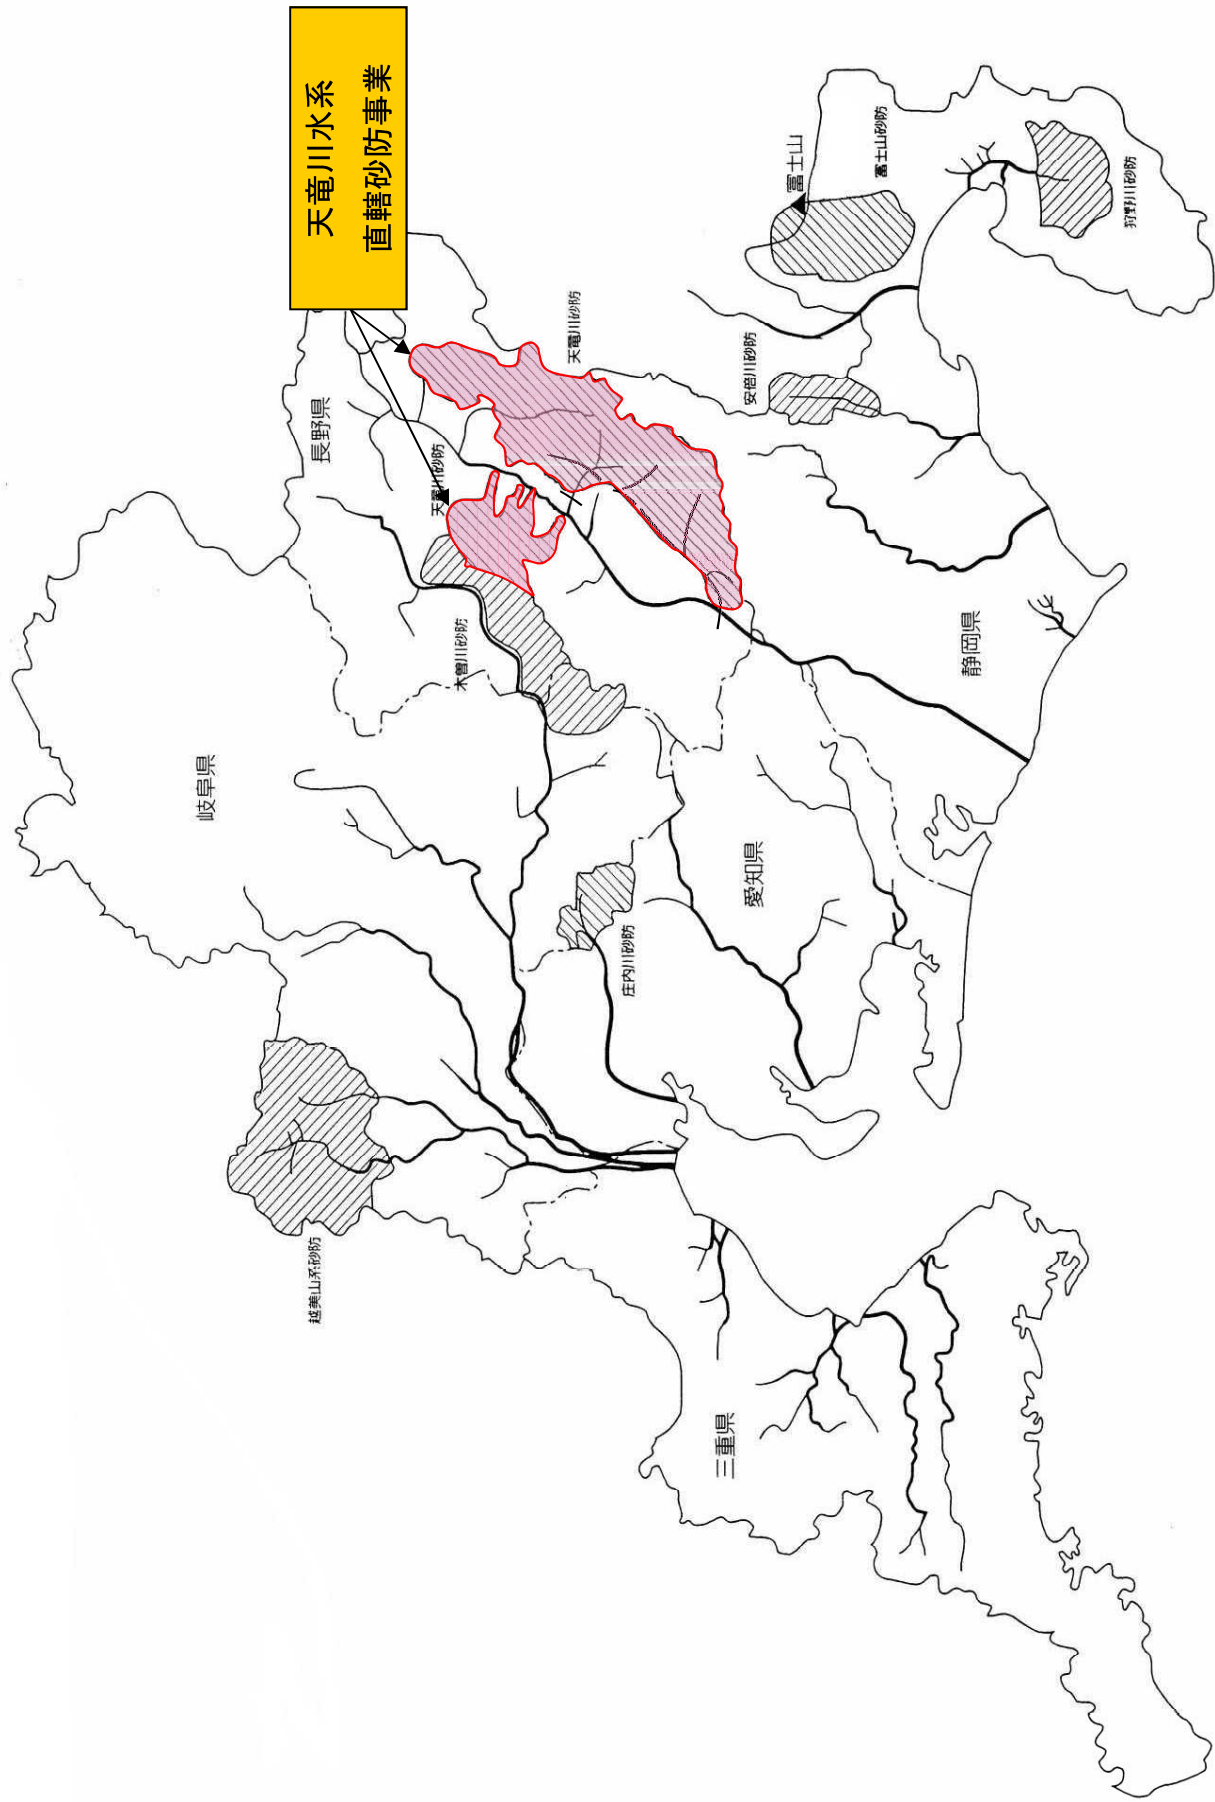 天竜川水系
直轄砂防事業
長野県
岐阜県
天竜川砂防
天竜川砂防
木曽川砂防
越美山系砂防
庄内川砂防
愛知県
三重県
静岡県
安倍川砂防
富士山
富士山砂防
狩野川砂防